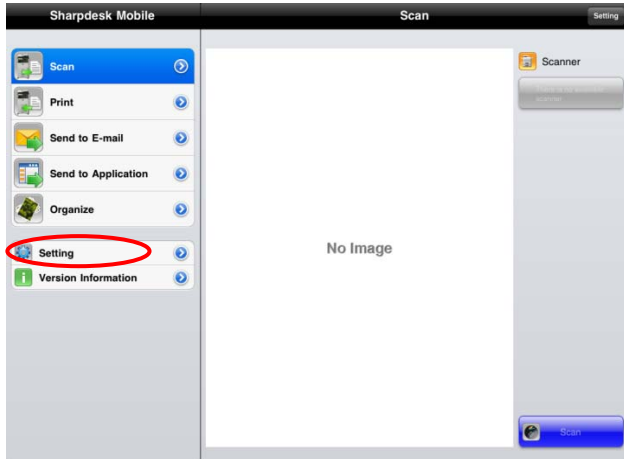 Sharpdesk Mobile
Scan
Setting
Scan
Print
Send to E-mail
Send to Application
Organize
Setting
Version Information
No Image
Scanner
scanner
Scan